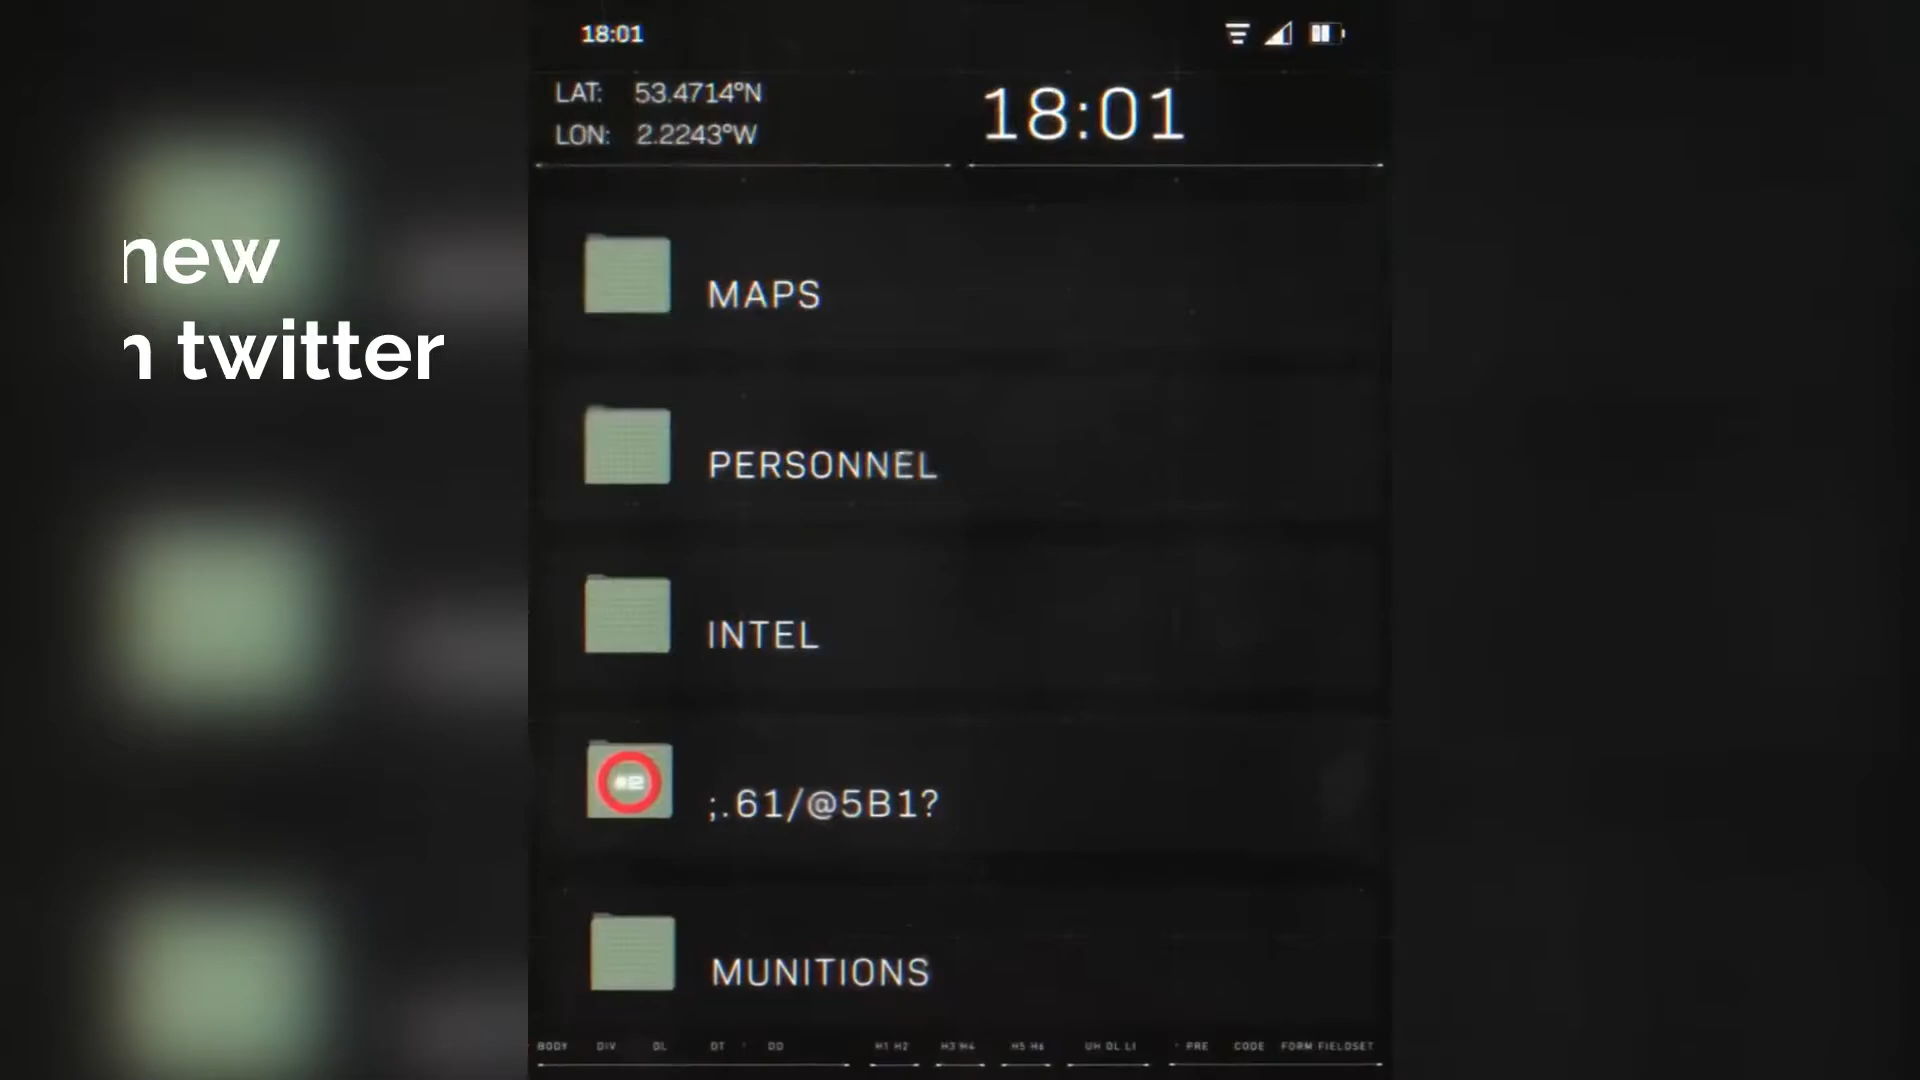 18:01
LAT: 53.4714°N
LON: 2.2243°W
18:01
new
twitter
MAPS
PERSONNEL
INTEL
#2
;.61/@5B1?
MUNITIONS
BODY DIV DL DT DD H1 H2 H3 H4 H5 H6 UH OL LI PRE CODE FORM FIELDSET